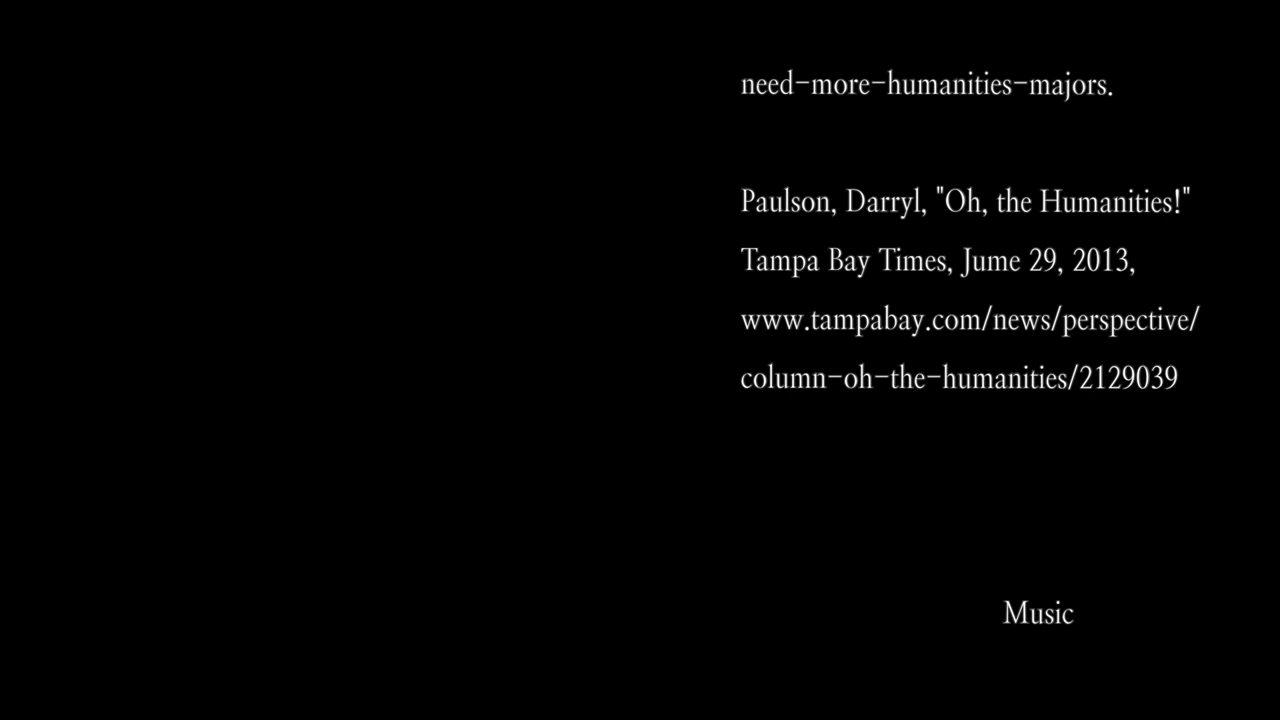 need-more-humanities-majors.
Paulson, Darryl, "Oh, the Humanities!"
Tampa Bay Times, Jume 29, 2013,
www.tampabay.com/news/perspective/
column-oh-the-humanities/2129039
Music